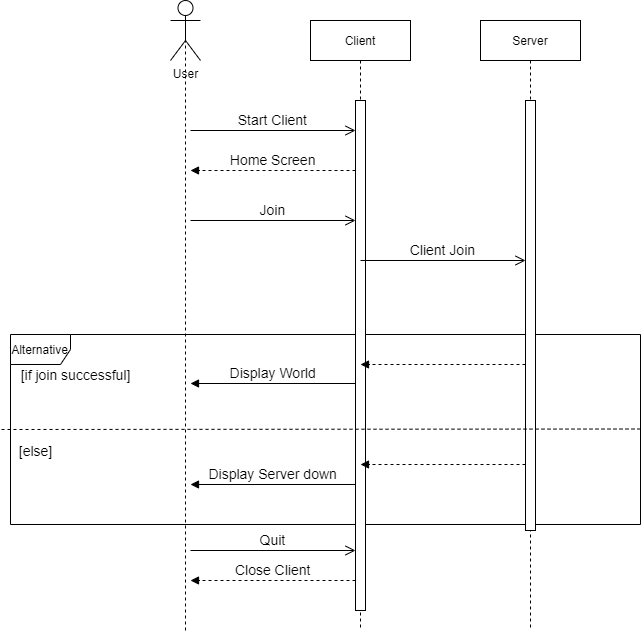 Client
Server
User
Start Client
Home Screen
Join
Client Join
Alternative
[if join successful]
Display World
[else]
Display Server down
Quit
Close Client